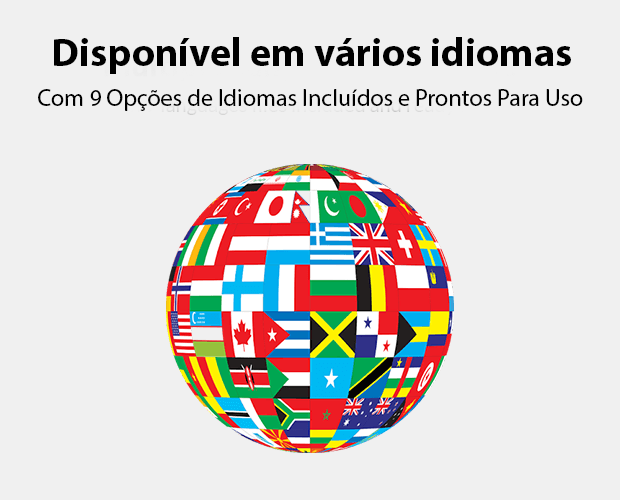 Disponível em vários idiomas
Com 9 Opções de Idiomas Incluídos e Prontos Para Uso